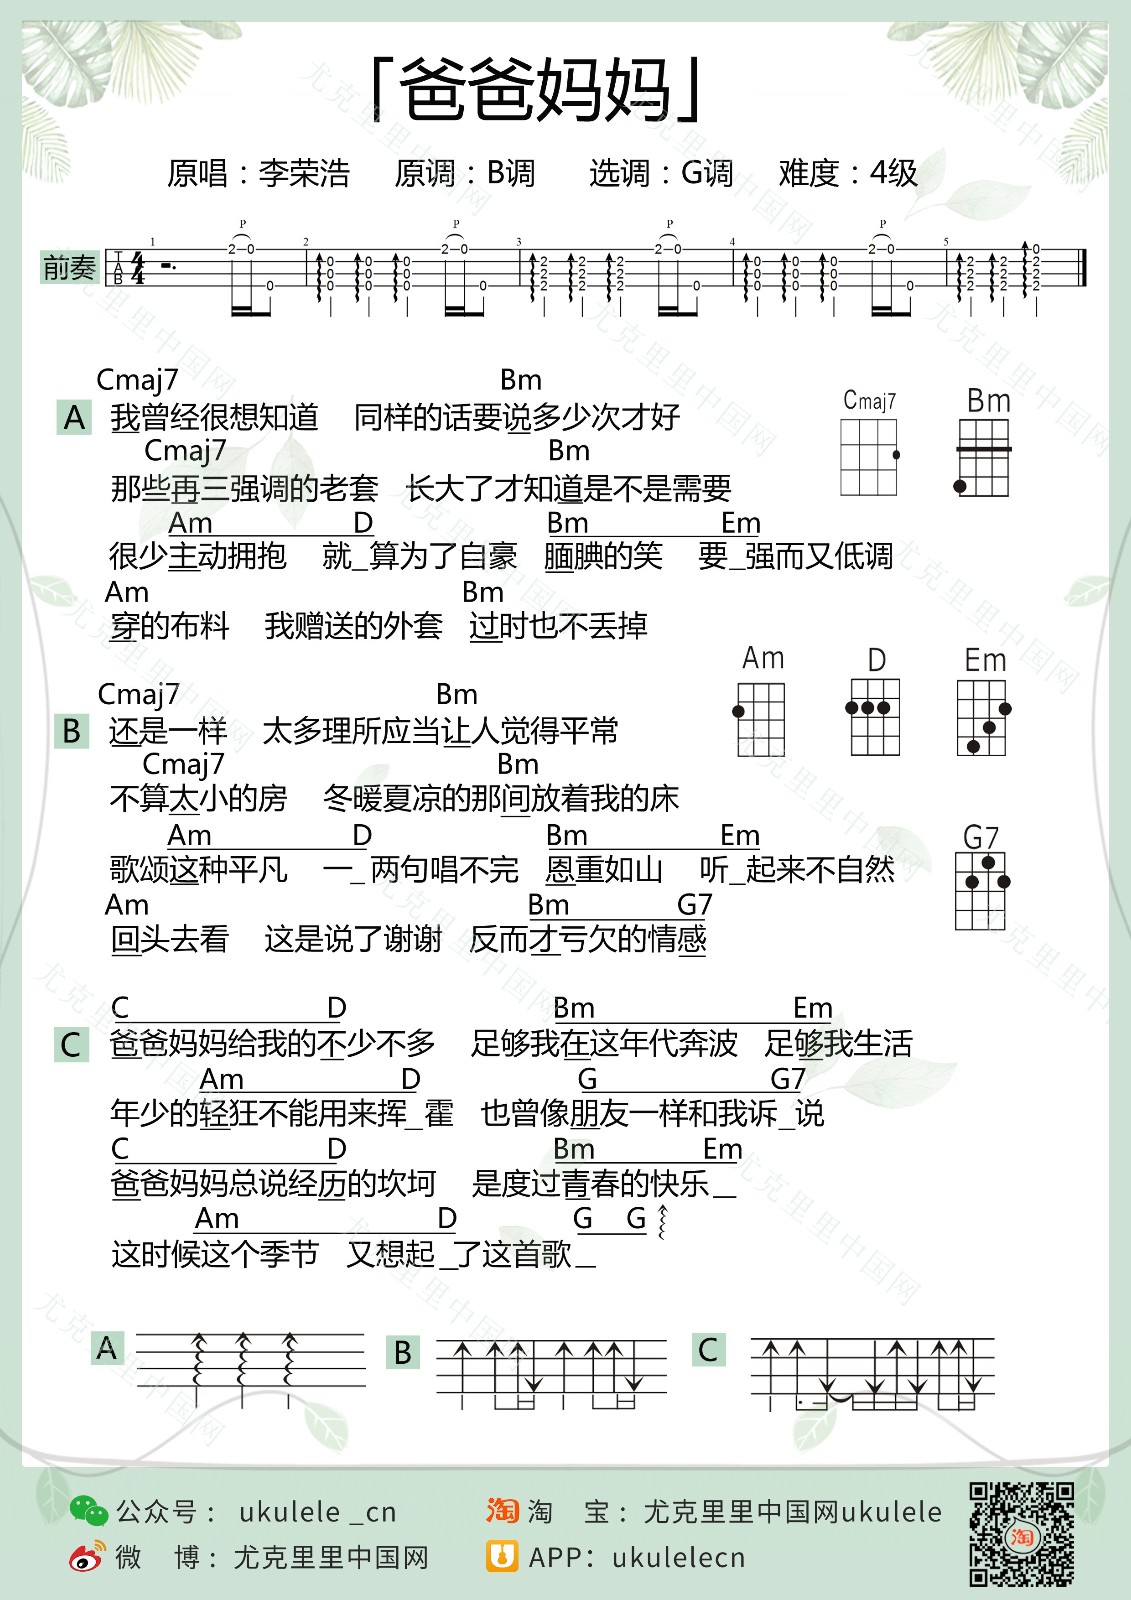 「爸爸妈妈」
原唱：李荣浩 原调：B调 选调：G调 难度：4级
前奏
Cmaj7 Bm
A 我曾经很想知道 同样的话要说多少次才好
Cmaj7 Bm
那些再三强调的老套 长大了才知道是不是需要
Am D Bm Em
很少主动拥抱 就_算为了自豪 腼腆的笑 要_强而又低调
Am Bm
穿的布料 我赠送的外套 过时也不丢掉
Cmaj7 Bm
Am D Em
Cmaj7 Bm
B 还是一样 太多理所应当让人觉得平常
Cmaj7 Bm
不算太小的房 冬暖夏凉的那间放着我的床
Am D Bm Em
歌颂这种平凡 一_两句唱不完 恩重如山 听_起来不自然
G7
Am Bm G7
回头去看 这是说了谢谢 反而才亏欠的情感
C D Bm Em
C 爸爸妈妈给我的不少不多 足够我在这年代奔波 足够我生活
Am D G G7
年少的轻狂不能用来挥_霍 也曾像朋友一样和我诉_说
C D Bm Em
爸爸妈妈总说经历的坎坷 是度过青春的快乐_
Am D G G
这时候这个季节 又想起_了这首歌_
A B C
公众号：ukulele _cn
淘 淘 宝：尤克里里中国网ukulele
微 博：尤克里里中国网
APP：ukulelecn
淘
尤克里里中国网